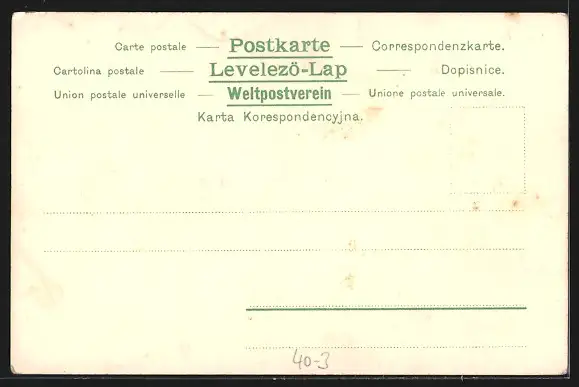 Carte postale — Postkarte — Correspondenzkarte.
Cartolina postale — Levelező-Lap — Dopisnice.
Union postale universelle — Weltpostverein — Unione postale universale.
Karta Korespondencyjna.
40-3